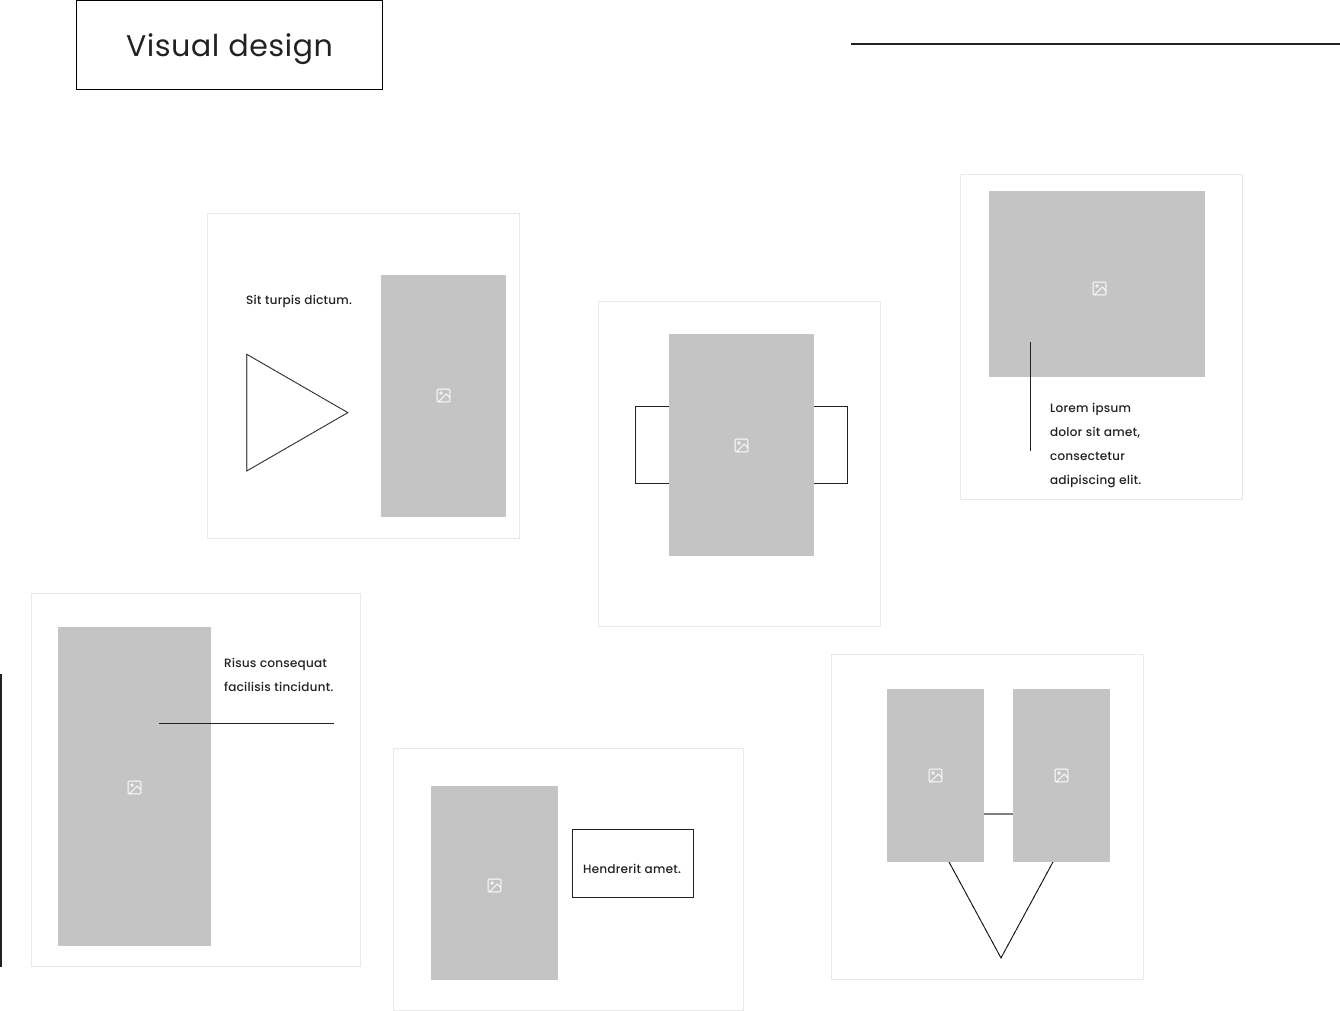 Visual design
Sit turpis dictum.
Lorem ipsum
dolor sit amet,
consectetur
adipiscing elit.
Risus consequat
facilisis tincidunt.
Hendrerit amet.